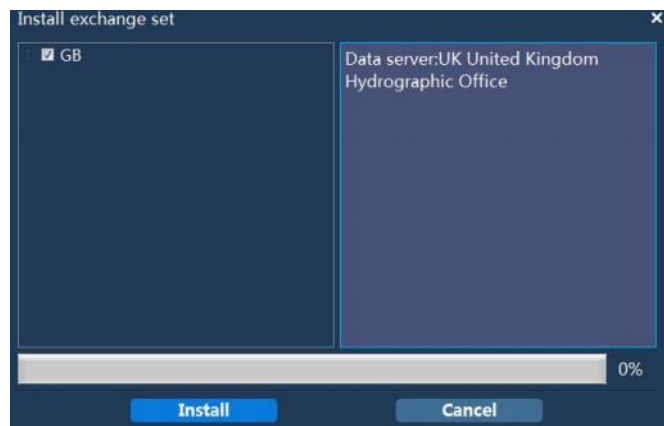 Install exchange set
GB
Data server:UK United Kingdom
Hydrographic Office
0%
Install
Cancel